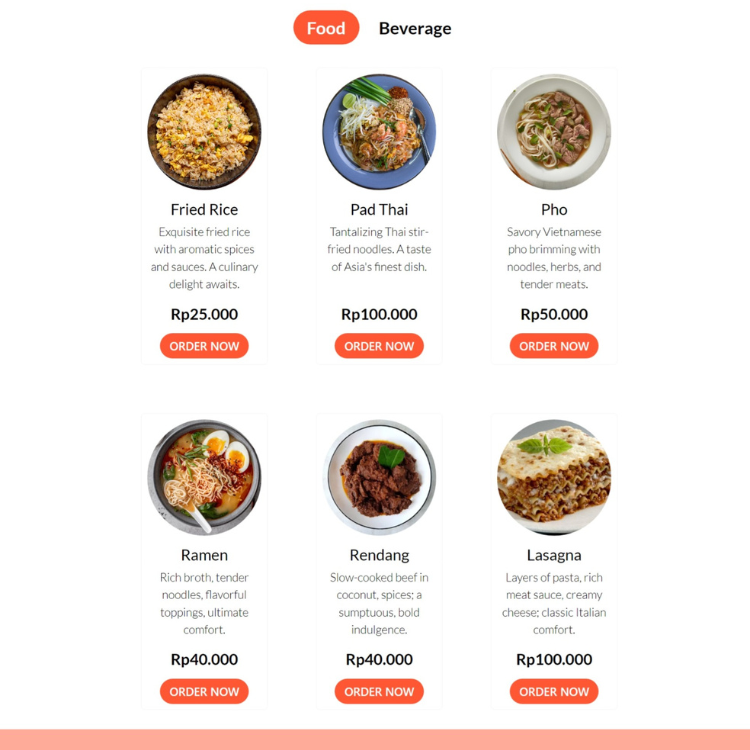 Food
Beverage
Fried Rice
Exquisite fried rice
with aromatic spices
and sauces. A culinary
delight awaits.
Rp25.000
ORDER NOW
Pad Thai
Tantalizing Thai stir-
fried noodles. A taste
of Asia's finest dish.
Rp100.000
ORDER NOW
Pho
Savory Vietnamese
pho brimming with
noodles, herbs, and
tender meats.
Rp50.000
ORDER NOW
Ramen
Rich broth, tender
noodles, flavorful
toppings, ultimate
comfort.
Rp40.000
ORDER NOW
Rendang
Slow-cooked beef in
coconut, spices; a
sumptuous, bold
indulgence.
Rp40.000
ORDER NOW
Lasagna
Layers of pasta, rich
meat sauce, creamy
cheese; classic Italian
comfort.
Rp100.000
ORDER NOW